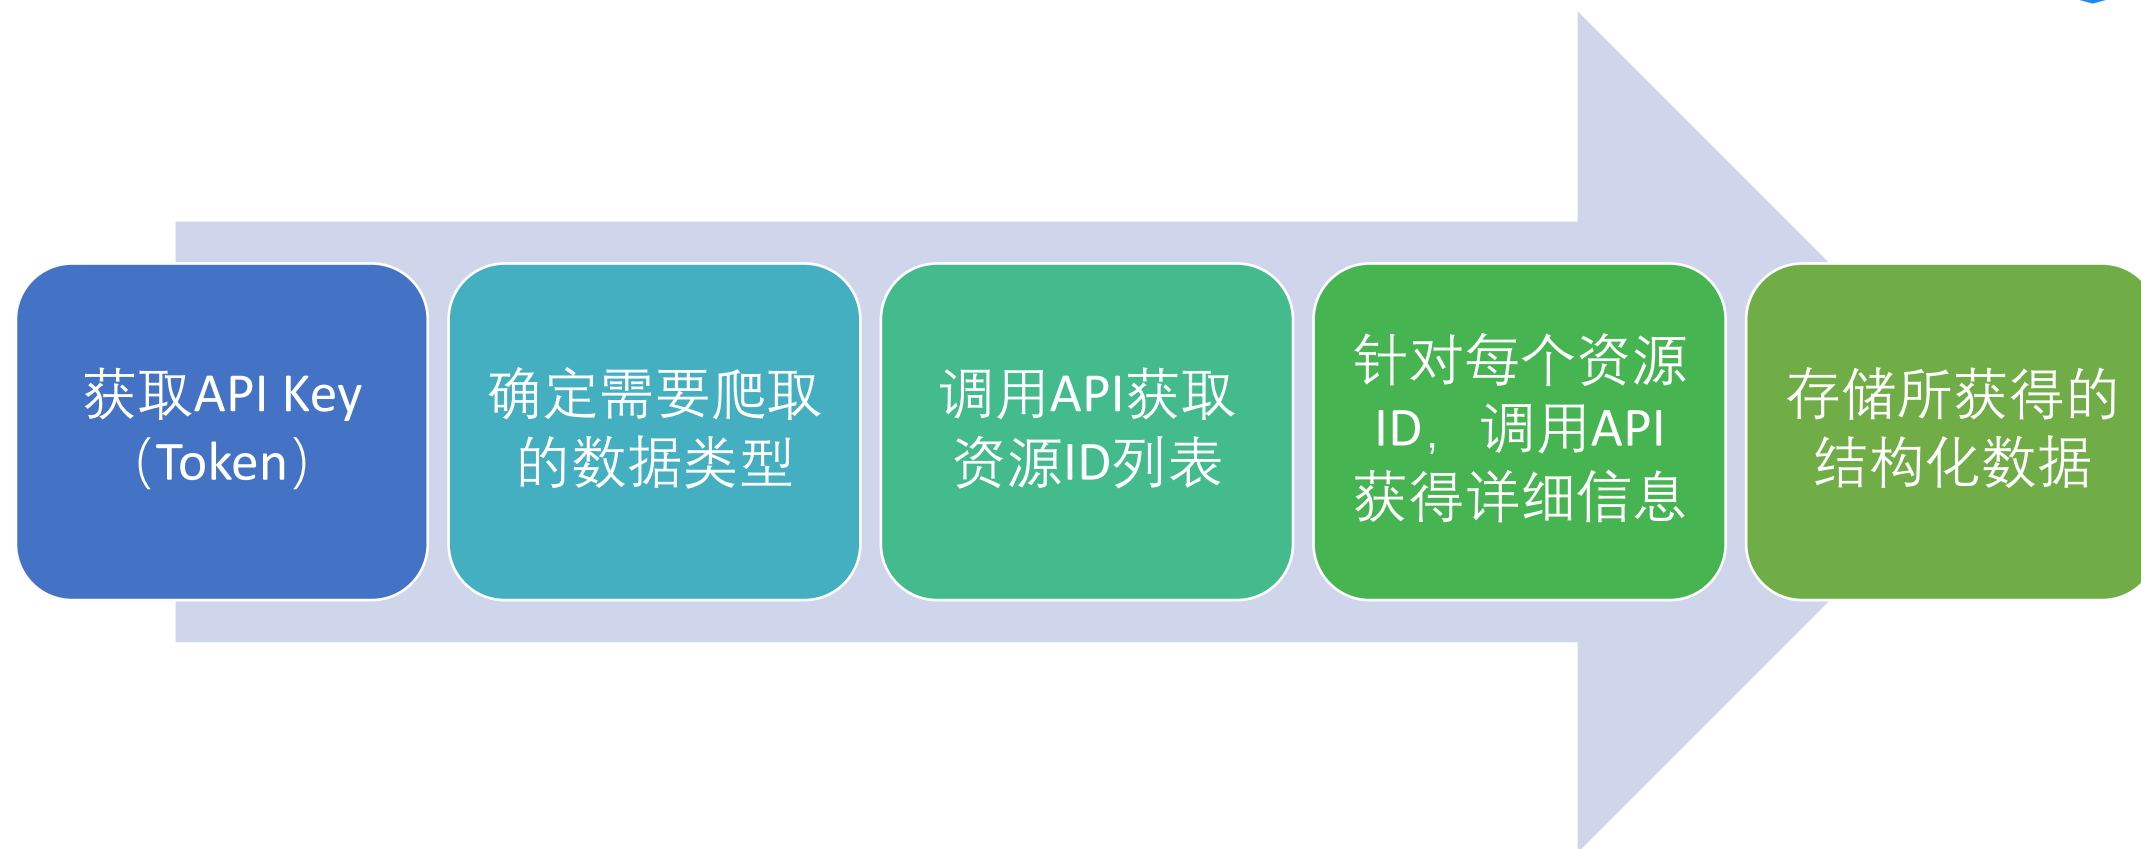 获取API Key
（Token）
确定需要爬取
的数据类型
调用API获取
资源ID列表
针对每个资源
ID， 调用API
获得详细信息
存储所获得的
结构化数据